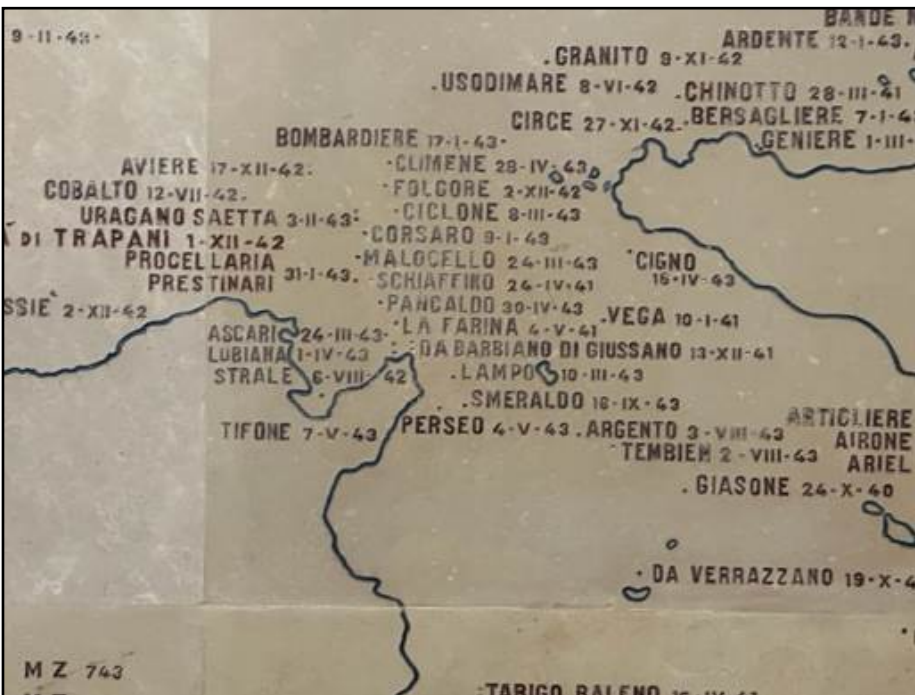 9-II-43-
BANDE
ARDENTE 12-I-43.
.GRANITO 9-XI-42
.USODIMARE 8-VI-42
.CHINOTTO 28-III-41
CIRCE 27-XI-42.
.BERSAGLIERE 7-I-4
BOMBARDIERE 17-I-43.
.GENIERE 1-III-
AVIERE 17-XII-42.
.CLIMENE 28-IV-43
COBALTO 12-VII-42.
.FOLGORE 2-XII-42
URAGANO SAETTA 3-II-43.
.CICLONE 8-III-43
DI TRAPANI 1-XII-42
.CORSARO 9-I-43
PROCELLARIA
PRESTINARI 31-I-43.
.MALOCELLO 24-III-43
.CIGNO
16-IV-43
.SCHIAFFINO 24-IV-41
SSIE' 2-XII-42
.PANCALDO 30-IV-43
.VEGA 10-I-41
ASCARI 24-III-43.
.LA FARINA 4-V-41
LUBIANA 1-IV-43
.DA BARBIANO DI GIUSSANO 13-XII-41
STRALE 6-VIII-42
.LAMPO 10-III-43
.SMERALDO 16-IX-43
TIFONE 7-V-43
PERSEO 4-V-43
.ARGENTO 3-VIII-43
ARTIGLIERE
.TEMBIEN 2-VIII-43
AIRONE
ARIEL
.GIASONE 24-X-40
.DA VERRAZZANO 19-X-4
MZ 743
.TARIGO BALENO